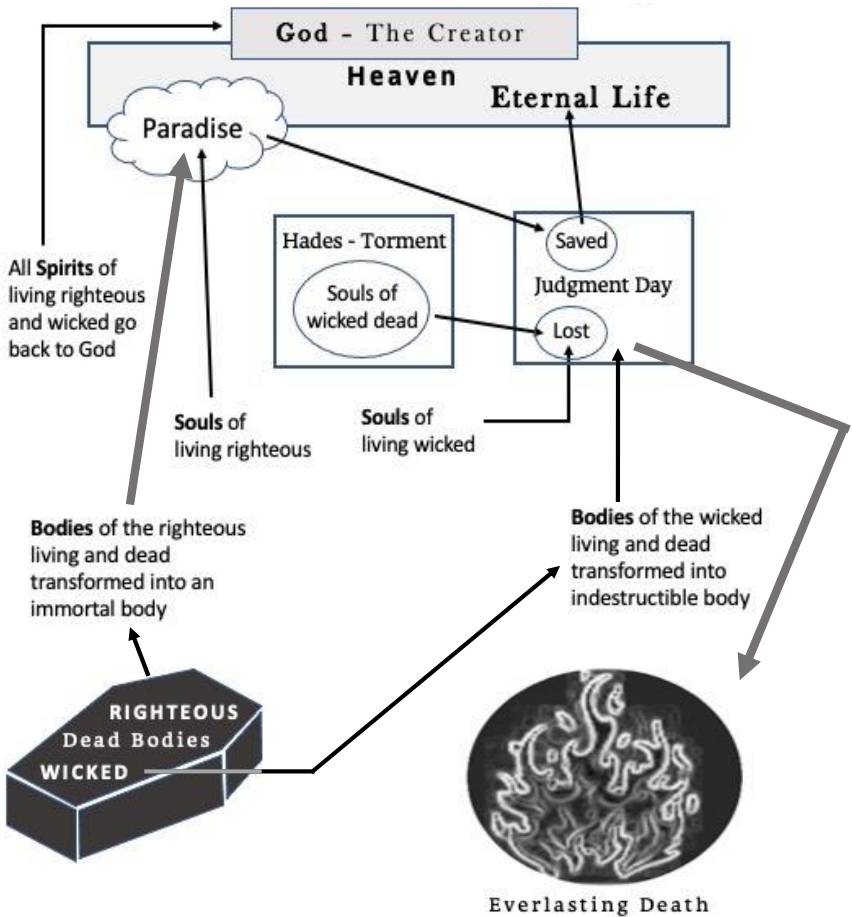 God – The Creator
Heaven
Eternal Life
Paradise
Hades - Torment
Souls of
wicked dead
Saved
Judgment Day
Lost
All Spirits of
living righteous
and wicked go
back to God
Souls of
living righteous
Souls of
living wicked
Bodies of the righteous
living and dead
transformed into an
immortal body
Bodies of the wicked
living and dead
transformed into
indestructible body
RIGHTEOUS
Dead Bodies
WICKED
Everlasting Death